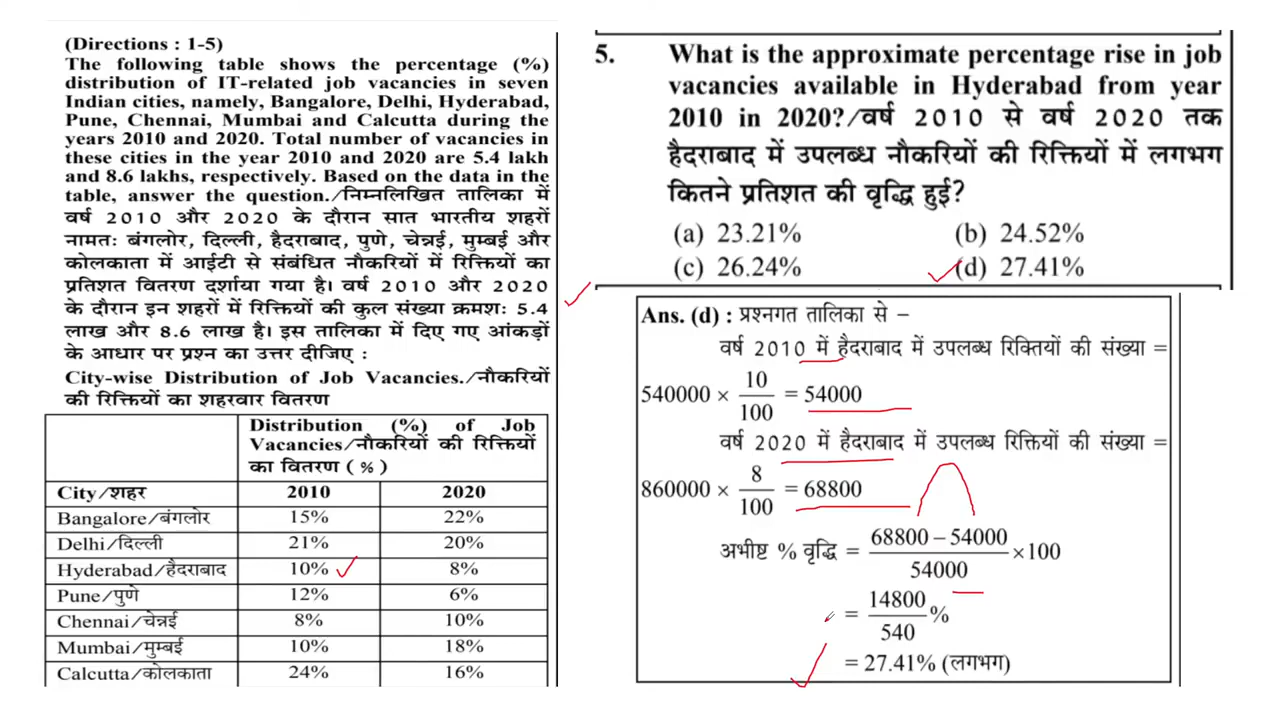 (Directions : 1-5)
The following table shows the percentage (%)
distribution of IT-related job vacancies in seven
Indian cities, namely, Bangalore, Delhi, Hyderabad,
Pune, Chennai, Mumbai and Calcutta during the
years 2010 and 2020. Total number of vacancies in
these cities in the year 2010 and 2020 are 5.4 lakh
and 8.6 lakhs, respectively. Based on the data in the
table, answer the question./निम्नलिखित तालिका में
वर्ष 2010 और 2020 के दौरान सात भारतीय शहरों
नामतः बंगलोर, दिल्ली, हैदराबाद, पुणे, चेन्नई, मुम्बई और
कोलकाता में आईटी से संबंधित नौकरियों में रिक्तियों का
प्रतिशत वितरण दर्शाया गया है। वर्ष 2010 और 2020
के दौरान इन शहरों में रिक्तियों की कुल संख्या क्रमशः 5.4
लाख और 8.6 लाख है। इस तालिका में दिए गए आंकड़ों
के आधार पर प्रश्न का उत्तर दीजिए :
City-wise Distribution of Job Vacancies./नौकरियों
की रिक्तियों का शहरवार वितरण
Distribution (%) of Job
Vacancies/नौकरियों की रिक्तियों
का वितरण ( % )
City/शहर 2010 2020
Bangalore/बंगलोर 15% 22%
Delhi/दिल्ली 21% 20%
Hyderabad/हैदराबाद 10% 8%
Pune/पुणे 12% 6%
Chennai/चेन्नई 8% 10%
Mumbai/मुम्बई 10% 18%
Calcutta/कोलकाता 24% 16%
5. What is the approximate percentage rise in job
vacancies available in Hyderabad from year
2010 in 2020?/वर्ष 2010 से वर्ष 2020 तक
हैदराबाद में उपलब्ध नौकरियों की रिक्तियों में लगभग
कितने प्रतिशत की वृद्धि हुई?
(a) 23.21% (b) 24.52%
(c) 26.24% (d) 27.41%
Ans. (d) : प्रश्नगत तालिका से –
वर्ष 2010 में हैदराबाद में उपलब्ध रिक्तियों की संख्या =
540000 × 10/100 = 54000
वर्ष 2020 में हैदराबाद में उपलब्ध रिक्तियों की संख्या =
860000 × 8/100 = 68800
अभीष्ट % वृद्धि = 68800 – 54000/54000 × 100
= 14800/540 %
= 27.41% (लगभग)